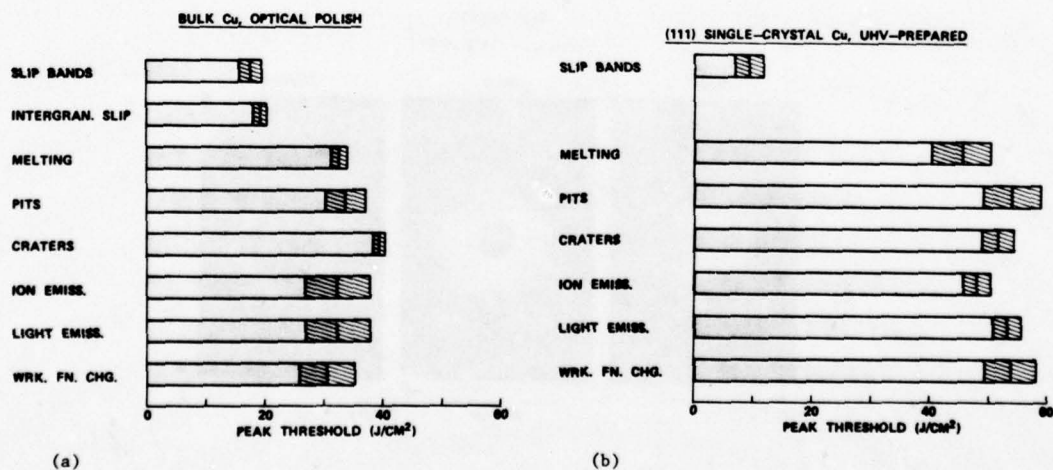 BULK Cu, OPTICAL POLISH
SLIP BANDS
INTERGRAN. SLIP
MELTING
PITS
CRATERS
ION EMISS.
LIGHT EMISS.
WRK. FN. CHG.
0 20 40 60
PEAK THRESHOLD (J/CM²)
(a)
(111) SINGLE-CRYSTAL Cu, UHV-PREPARED
SLIP BANDS
MELTING
PITS
CRATERS
ION EMISS.
LIGHT EMISS.
WRK. FN. CHG.
0 20 40 60
PEAK THRESHOLD (J/CM²)
(b)